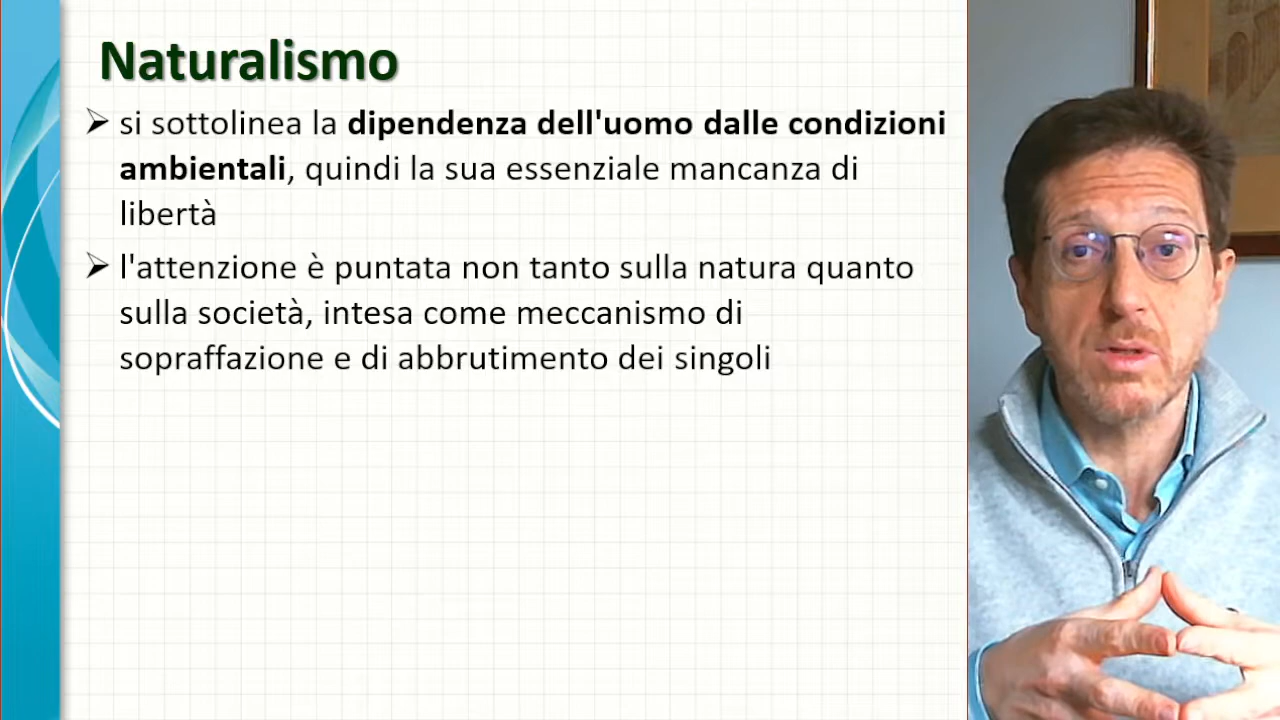 Naturalismo
si sottolinea la dipendenza dell'uomo dalle condizioni
ambientali, quindi la sua essenziale mancanza di
libertà
l'attenzione è puntata non tanto sulla natura quanto
sulla società, intesa come meccanismo di
sopraffazione e di abbrutimento dei singoli